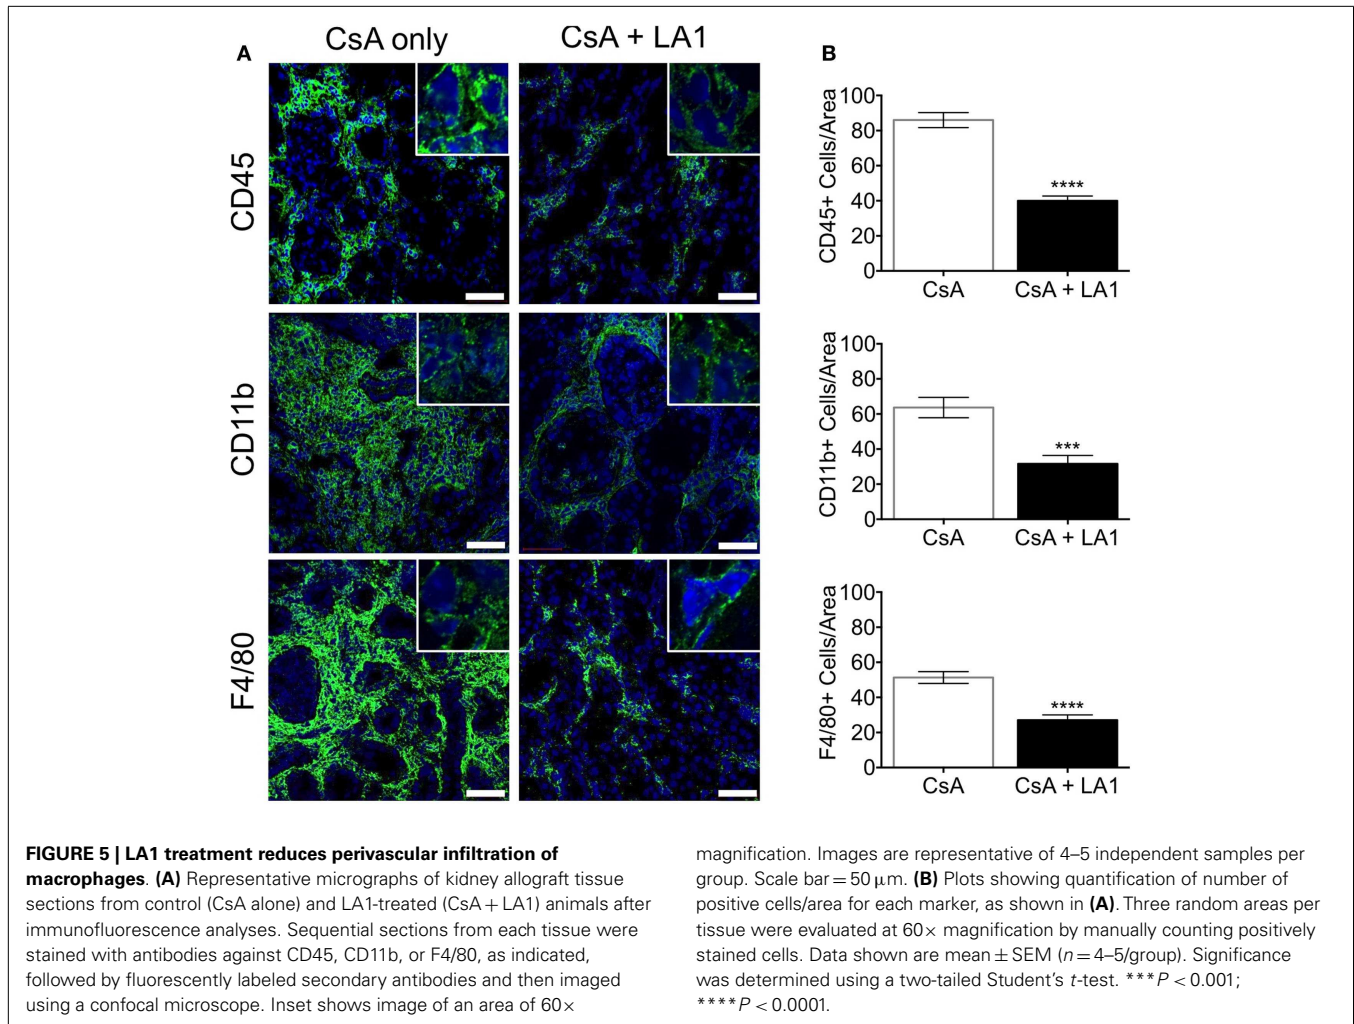 A
CsA only
CsA + LA1
CD45
CD11b
F4/80
B
CD45+ Cells/Area
100
80
60
40
20
0
****
CsA
CsA + LA1
CD11b+ Cells/Area
100
80
60
40
20
0
***
CsA
CsA + LA1
F4/80+ Cells/Area
100
80
60
40
20
0
****
CsA
CsA + LA1
FIGURE 5 | LA1 treatment reduces perivascular infiltration of
macrophages. (A) Representative micrographs of kidney allograft tissue
sections from control (CsA alone) and LA1-treated (CsA + LA1) animals after
immunofluorescence analyses. Sequential sections from each tissue were
stained with antibodies against CD45, CD11b, or F4/80, as indicated,
followed by fluorescently labeled secondary antibodies and then imaged
using a confocal microscope. Inset shows image of an area of 60×
magnification. Images are representative of 4–5 independent samples per
group. Scale bar = 50 μm. (B) Plots showing quantification of number of
positive cells/area for each marker, as shown in (A). Three random areas per
tissue were evaluated at 60× magnification by manually counting positively
stained cells. Data shown are mean ± SEM (n = 4–5/group). Significance
was determined using a two-tailed Student's t-test. ***P < 0.001;
****P < 0.0001.